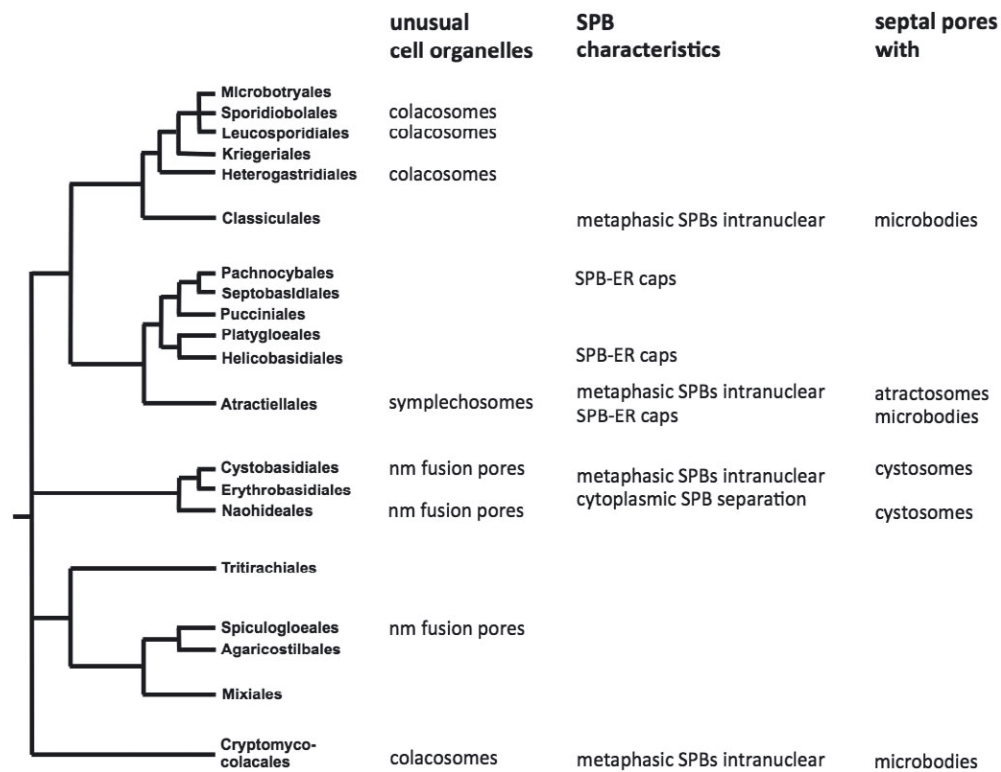 unusual cell organelles
SPB characteristics
septal pores with
Microbotryales
Sporidiobolales colacosomes
Leucosporidiales colacosomes
Kriegeriales
Heterogastridiales colacosomes
Classiculales metaphasic SPBs intranuclear microbodies
Pachnocybales SPB-ER caps
Septobasidiales
Pucciniales
Platygloeales
Helicobasidiales SPB-ER caps
Atractiellales symplechosomes metaphasic SPBs intranuclear atractosomes
SPB-ER caps microbodies
Cystobasidiales nm fusion pores metaphasic SPBs intranuclear cystosomes
Erythrobasidiales cytoplasmic SPB separation
Naohideales nm fusion pores cystosomes
Tritirachiales
Spiculogloeales nm fusion pores
Agaricostilbales
Mixiales
Cryptomyco-
colacales colacosomes metaphasic SPBs intranuclear microbodies